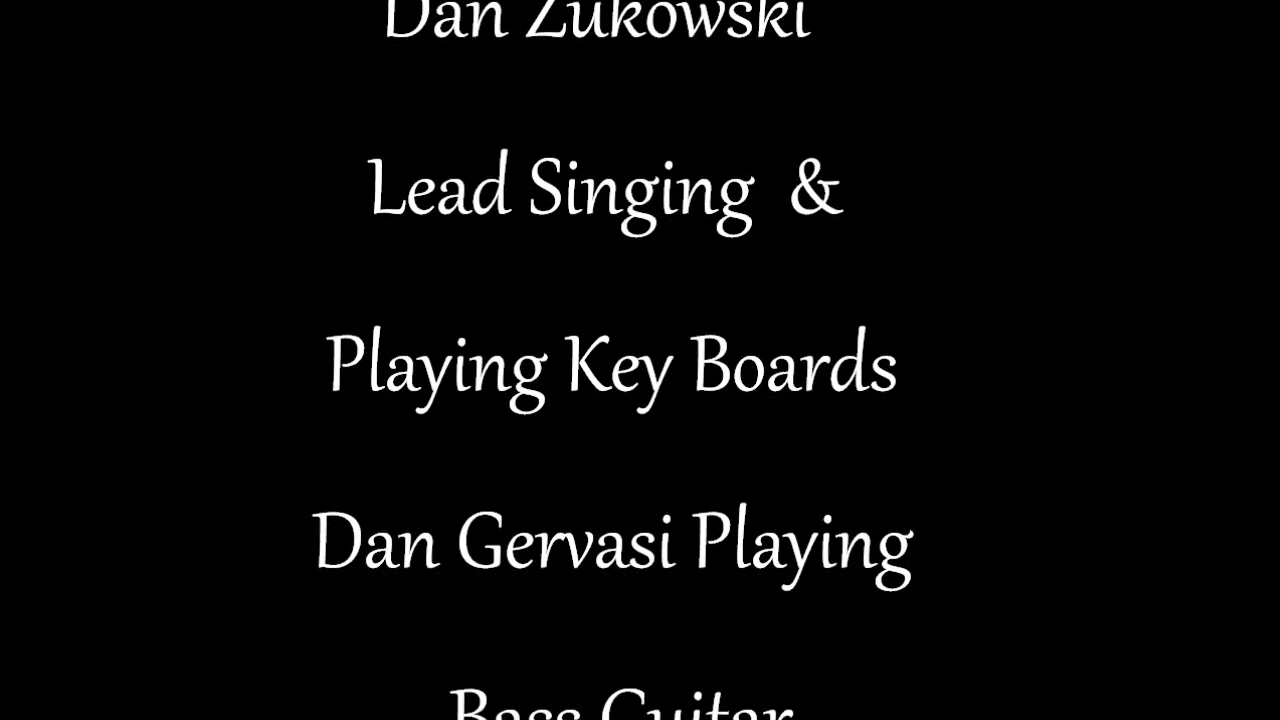 Dan Zukowski
Lead Singing &
Playing Key Boards
Dan Gervasi Playing
Bass Guitar